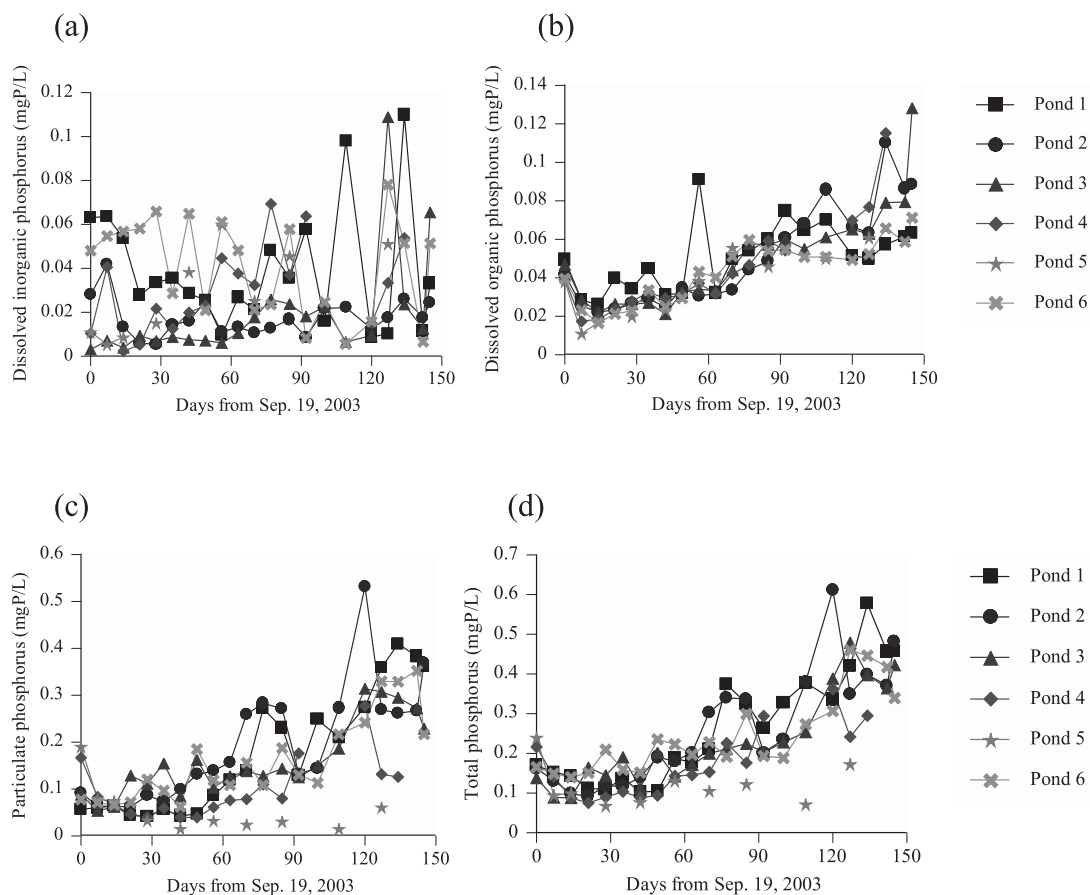 (a)
Dissolved inorganic phosphorus (mgP/L)
0.12
0.1
0.08
0.06
0.04
0.02
0
0 30 60 90 120 150
Days from Sep. 19, 2003
(b)
Dissolved organic phosphorus (mgP/L)
0.14
0.12
0.1
0.08
0.06
0.04
0.02
0
0 30 60 90 120 150
Days from Sep. 19, 2003
Pond 1
Pond 2
Pond 3
Pond 4
Pond 5
Pond 6
(c)
Particulate phosphorus (mgP/L)
0.6
0.5
0.4
0.3
0.2
0.1
0
0 30 60 90 120 150
Days from Sep. 19, 2003
(d)
Total phosphorus (mgP/L)
0.7
0.6
0.5
0.4
0.3
0.2
0.1
0
0 30 60 90 120 150
Days from Sep. 19, 2003
Pond 1
Pond 2
Pond 3
Pond 4
Pond 5
Pond 6